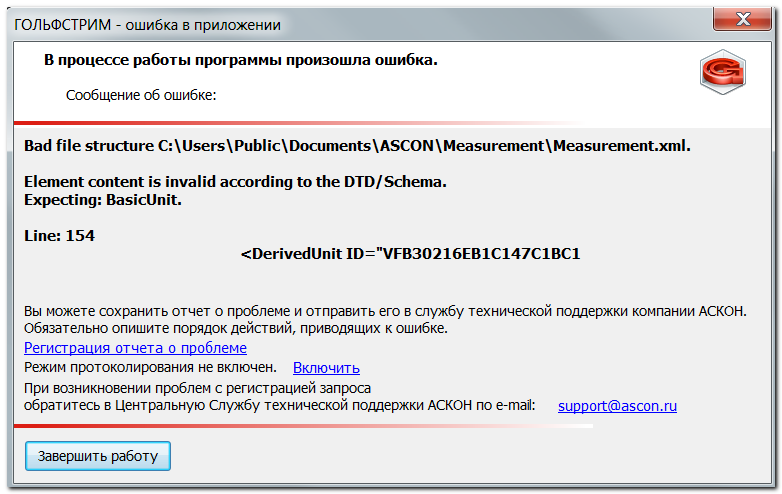 ГОЛЬФСТРИМ - ошибка в приложении
В процессе работы программы произошла ошибка.
Сообщение об ошибке:
Bad file structure C:\Users\Public\Documents\ASCON\Measurement\Measurement.xml.
Element content is invalid according to the DTD/Schema.
Expecting: BasicUnit.
Line: 154
<DerivedUnit ID="VFB30216EB1C147C1BC1
Вы можете сохранить отчет о проблеме и отправить его в службу технической поддержки компании АСКОН.
Обязательно опишите порядок действий, приводящих к ошибке.
Регистрация отчета о проблеме
Режим протоколирования не включен. Включить
При возникновении проблем с регистрацией запроса
обратитесь в Центральную Службу технической поддержки АСКОН по e-mail: support@ascon.ru
Завершить работу